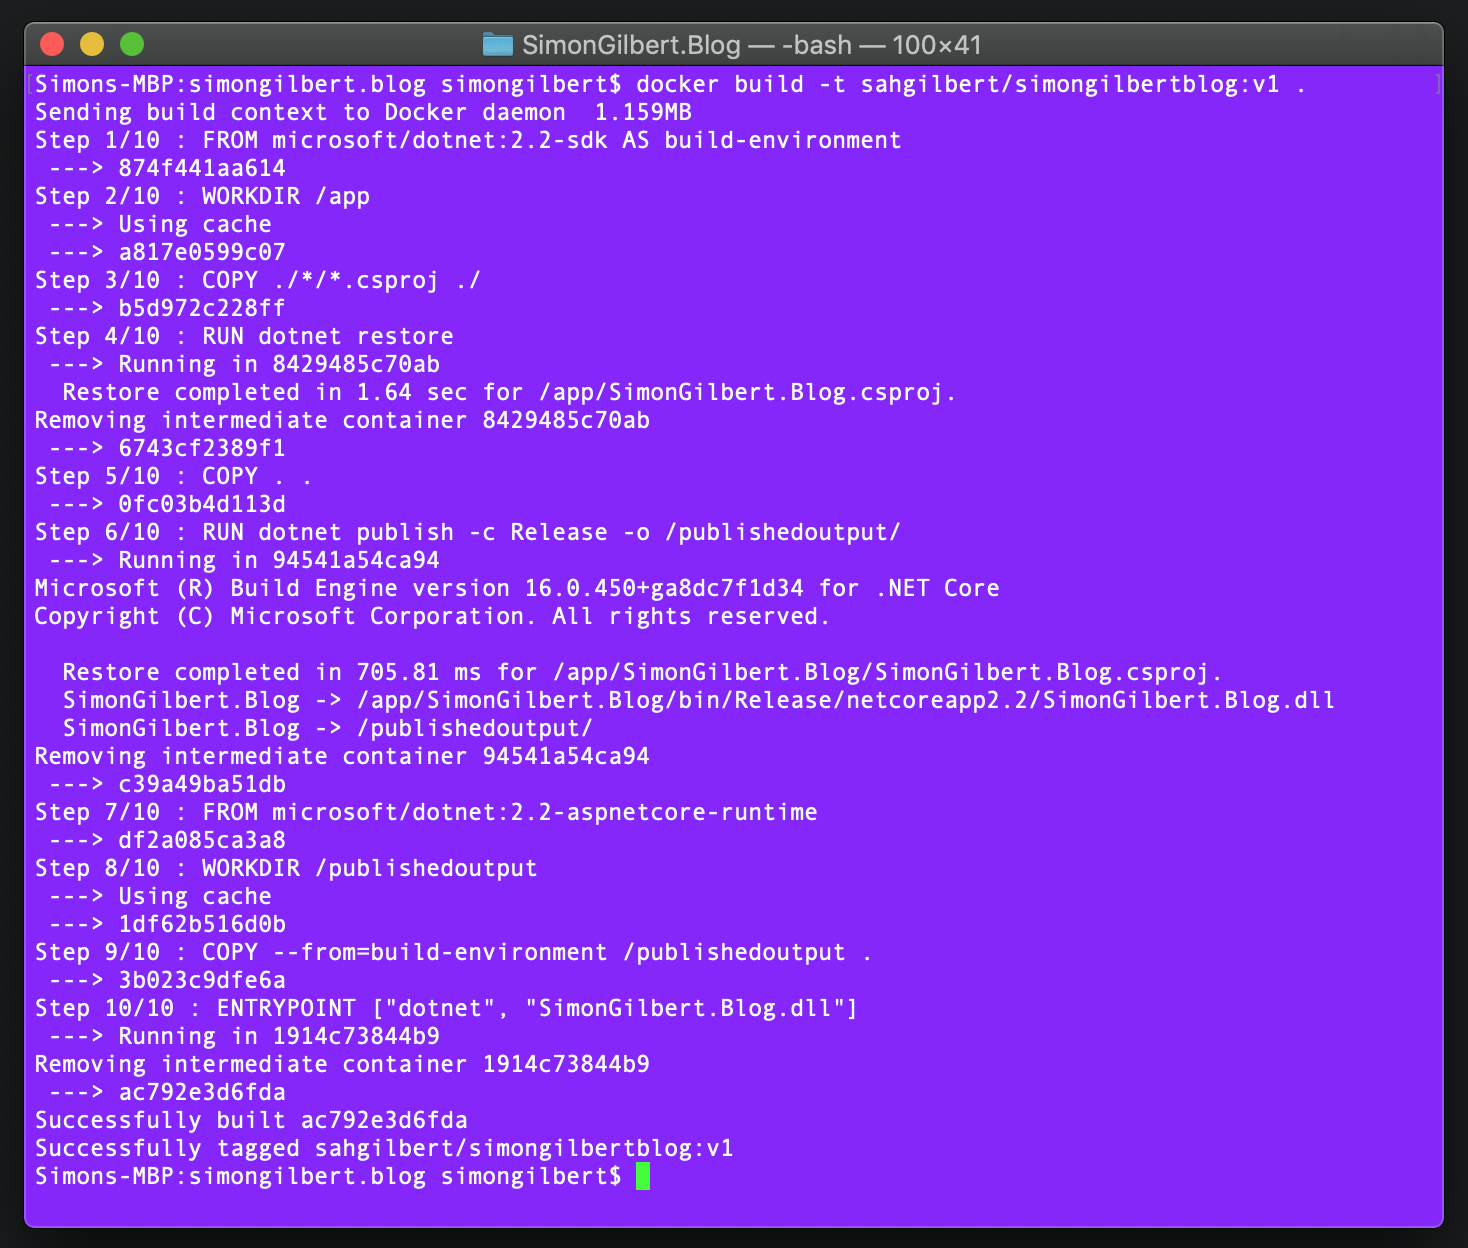 SimonGilbert.Blog — -bash — 100×41
[Simons-MBP:simongilbert.blog simongilbert$ docker build -t sahgilbert/simongilbertblog:v1 . ]
Sending build context to Docker daemon  1.159MB
Step 1/10 : FROM microsoft/dotnet:2.2-sdk AS build-environment
 ---> 874f441aa614
Step 2/10 : WORKDIR /app
 ---> Using cache
 ---> a817e0599c07
Step 3/10 : COPY ./*/*.csproj ./
 ---> b5d972c228ff
Step 4/10 : RUN dotnet restore
 ---> Running in 8429485c70ab
  Restore completed in 1.64 sec for /app/SimonGilbert.Blog.csproj.
Removing intermediate container 8429485c70ab
 ---> 6743cf2389f1
Step 5/10 : COPY . .
 ---> 0fc03b4d113d
Step 6/10 : RUN dotnet publish -c Release -o /publishedoutput/
 ---> Running in 94541a54ca94
Microsoft (R) Build Engine version 16.0.450+ga8dc7f1d34 for .NET Core
Copyright (C) Microsoft Corporation. All rights reserved.

  Restore completed in 705.81 ms for /app/SimonGilbert.Blog/SimonGilbert.Blog.csproj.
  SimonGilbert.Blog -> /app/SimonGilbert.Blog/bin/Release/netcoreapp2.2/SimonGilbert.Blog.dll
  SimonGilbert.Blog -> /publishedoutput/
Removing intermediate container 94541a54ca94
 ---> c39a49ba51db
Step 7/10 : FROM microsoft/dotnet:2.2-aspnetcore-runtime
 ---> df2a085ca3a8
Step 8/10 : WORKDIR /publishedoutput
 ---> Using cache
 ---> 1df62b516d0b
Step 9/10 : COPY --from=build-environment /publishedoutput .
 ---> 3b023c9dfe6a
Step 10/10 : ENTRYPOINT ["dotnet", "SimonGilbert.Blog.dll"]
 ---> Running in 1914c73844b9
Removing intermediate container 1914c73844b9
 ---> ac792e3d6fda
Successfully built ac792e3d6fda
Successfully tagged sahgilbert/simongilbertblog:v1
Simons-MBP:simongilbert.blog simongilbert$